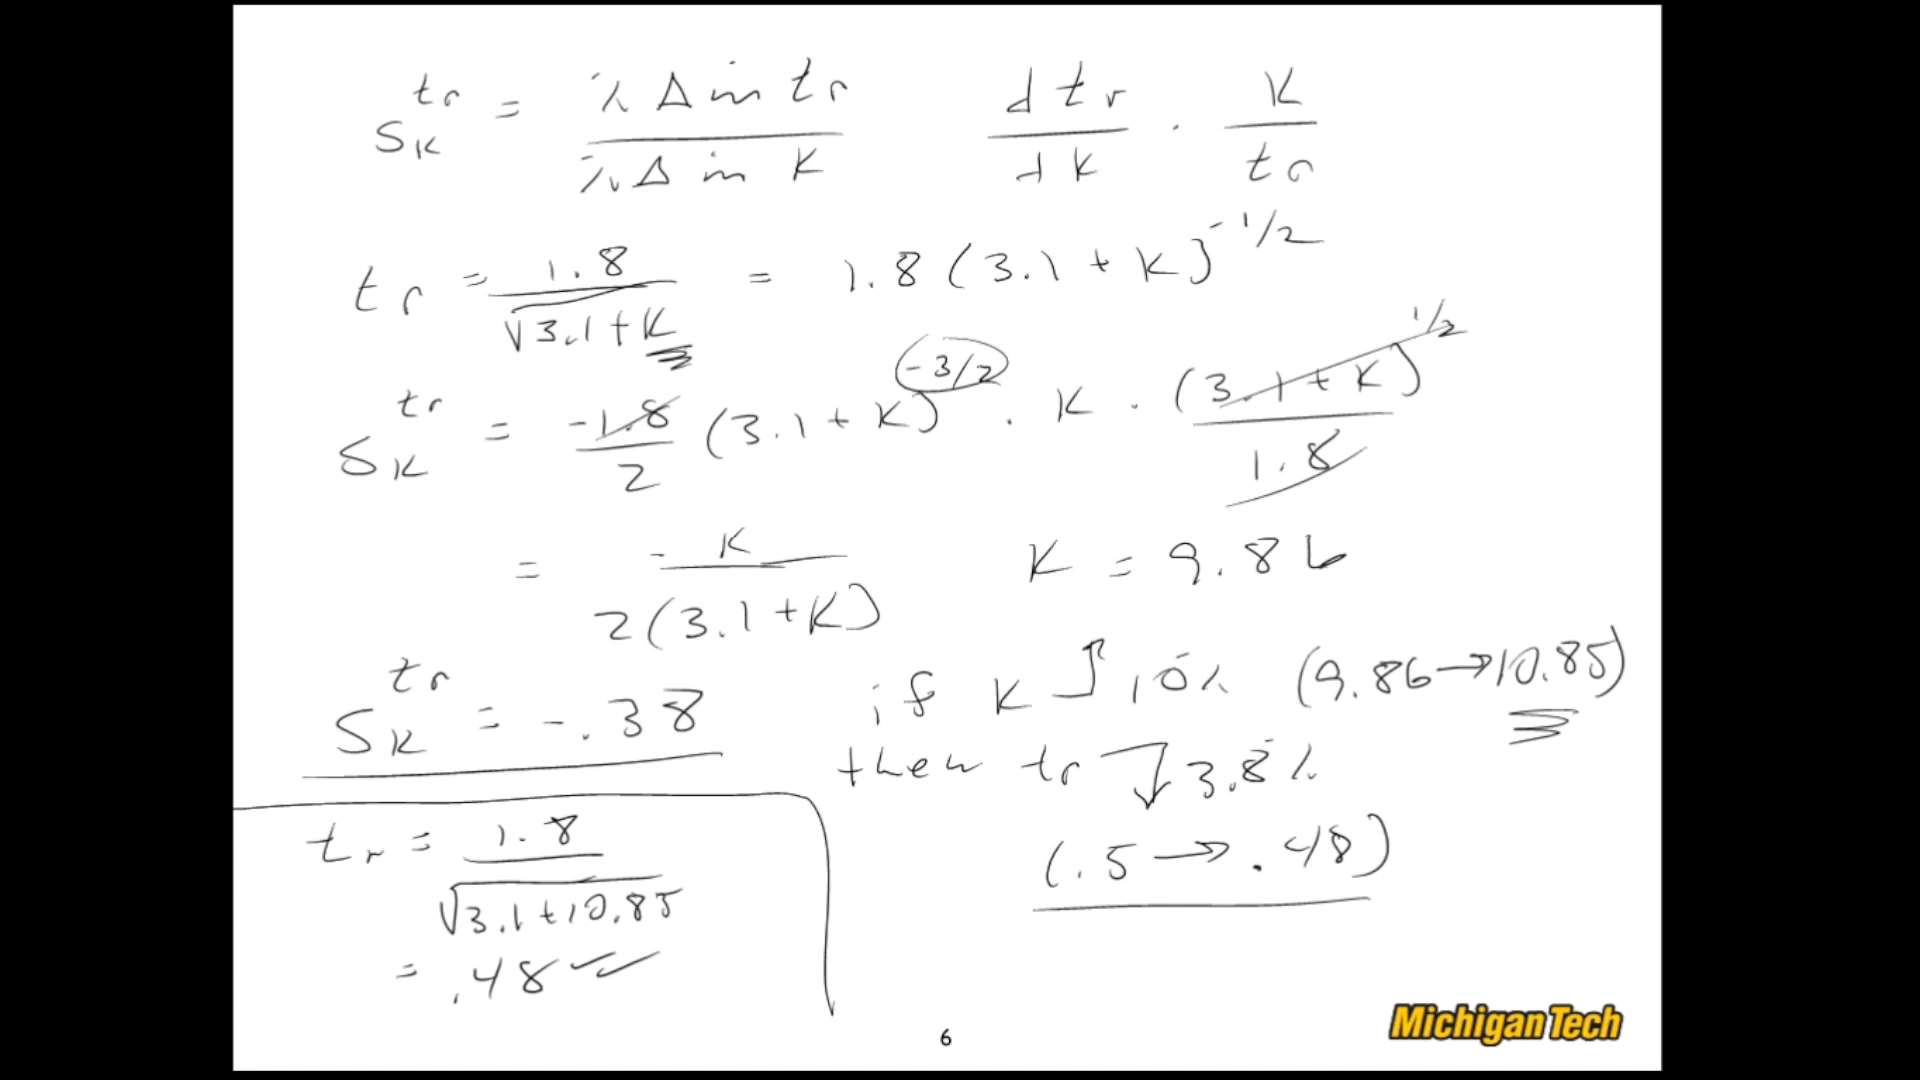 S_K^tr = % Δ in tr / % Δ in K    d tr / d K · K / tr
tr = 1.8 / √3.1 + K = 1.8 (3.1 + K)^-1/2
S_K^tr = -1.8 / 2 (3.1 + K)^-3/2 · K · (3.1 + K)^1/2 / 1.8
= - K / 2(3.1 + K)    K = 9.86
S_K^tr = -.38
if K ↑ 10% (9.86 → 10.85)
then tr ↓ 3.8%
(.5 → .48)
tr = 1.8 / √3.1 + 10.85
= .48 ✓
6
Michigan Tech